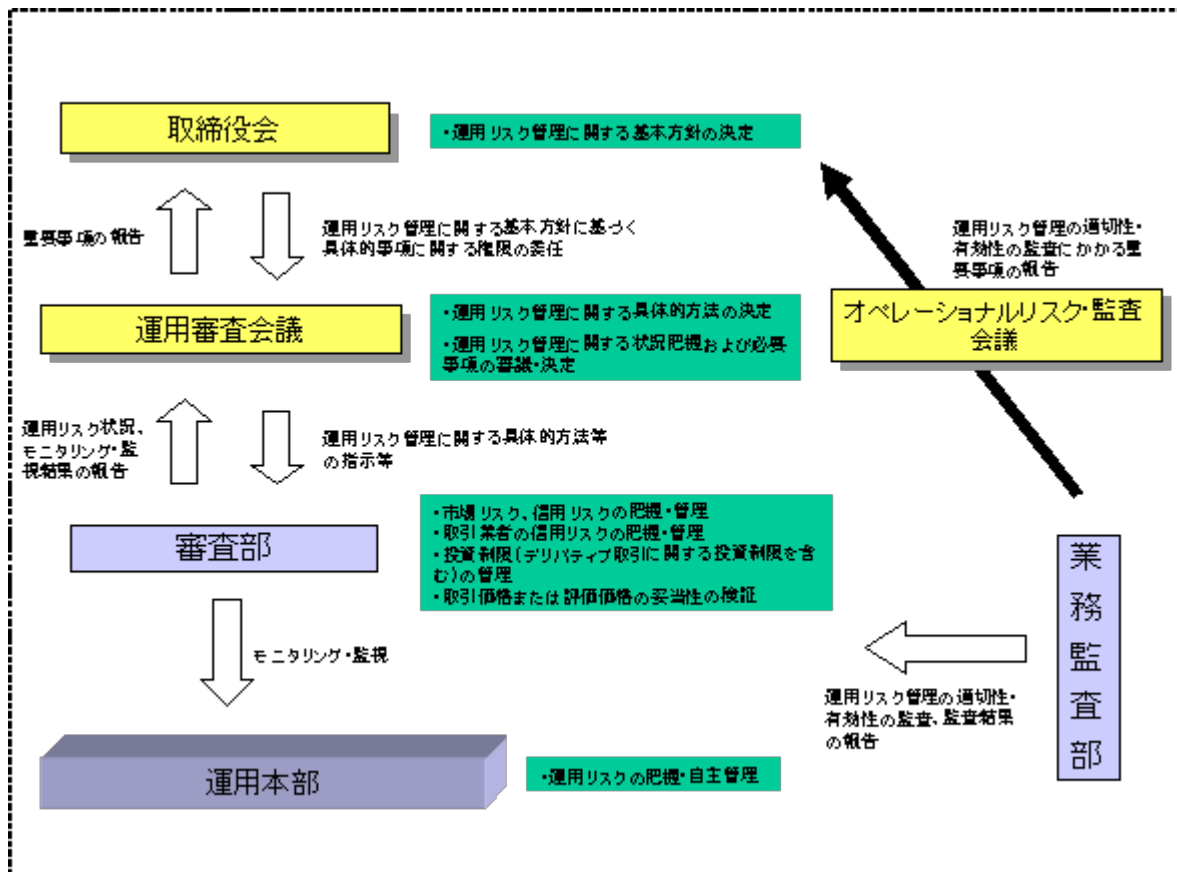 取締役会
・運用リスク管理に関する基本方針の決定
重要事項の報告
運用リスク管理に関する基本方針に基づく
具体的事項に関する権限の委任
運用リスク管理の適切性・
有効性の監査にかかる重
要事項の報告
運用審査会議
・運用リスク管理に関する具体的方法の決定
・運用リスク管理に関する状況把握および必要
事項の審議・決定
オペレーショナルリスク・監査
会議
運用リスク状況、
モニタリング・監
視結果の報告
運用リスク管理に関する具体的方法等
の指示等
審査部
・市場リスク、信用リスクの把握・管理
・取引業者の信用リスクの把握・管理
・投資制限（デリバティブ取引に関する投資制限を含
む）の管理
・取引価格または評価価格の妥当性の検証
業務監査部
モニタリング・監視
運用リスク管理の適切性・
有効性の監査、監査結果
の報告
運用本部
・運用リスクの把握・自主管理